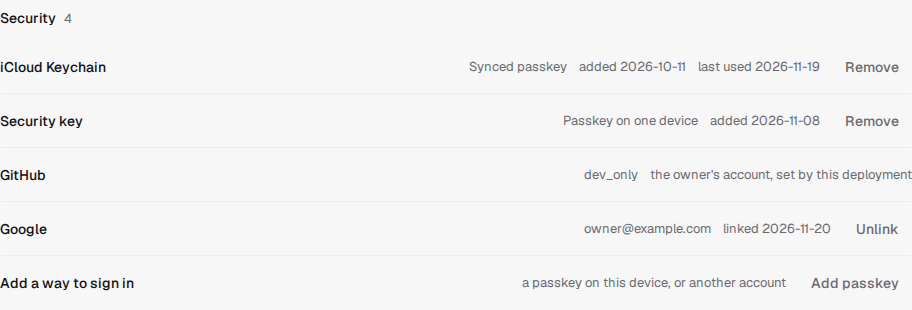 Security 4
iCloud Keychain Synced passkey added 2026-10-11 last used 2026-11-19 Remove
Security key Passkey on one device added 2026-11-08 Remove
GitHub dev_only the owner's account, set by this deployment
Google owner@example.com linked 2026-11-20 Unlink
Add a way to sign in a passkey on this device, or another account Add passkey